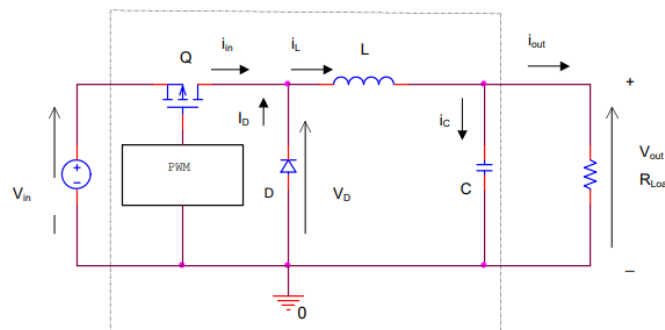 Q
i_in
i_L
L
i_out
+
I_D
i_C
V_in
+
-
PWM
D
V_D
C
V_out
R_Loa
–
0